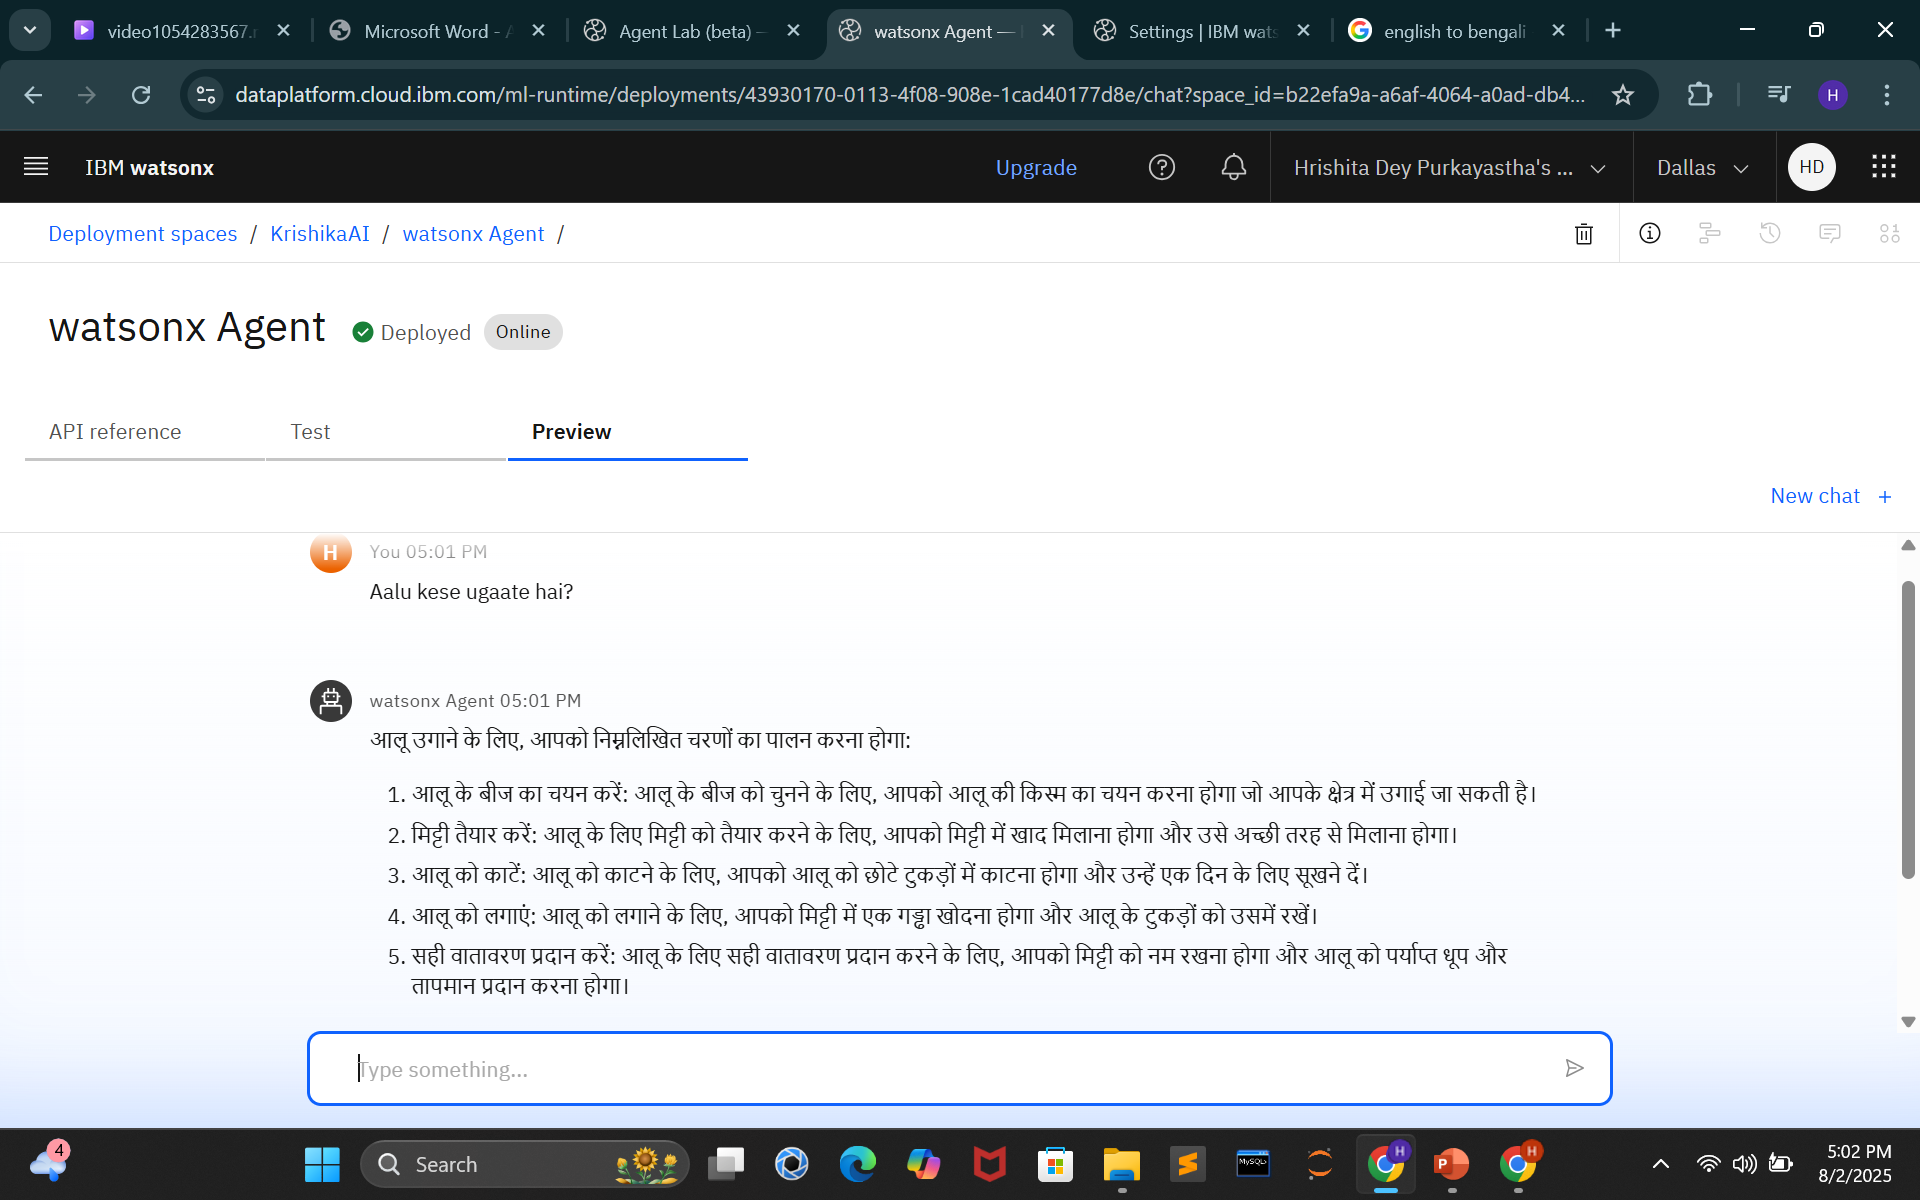 video1054283567.r
Microsoft Word - A
Agent Lab (beta) —
watsonx Agent —
Settings | IBM wats
english to bengali
dataplatform.cloud.ibm.com/ml-runtime/deployments/43930170-0113-4f08-908e-1cad40177d8e/chat?space_id=b22efa9a-a6af-4064-a0ad-db4...
H
IBM watsonx
Upgrade
Hrishita Dey Purkayastha's ...
Dallas
HD
Deployment spaces / KrishikaAI / watsonx Agent /
watsonx Agent
Deployed
Online
API reference
Test
Preview
New chat +
H
You 05:01 PM
Aalu kese ugaate hai?
watsonx Agent 05:01 PM
आलू उगाने के लिए, आपको निम्नलिखित चरणों का पालन करना होगा:
1. आलू के बीज का चयन करें: आलू के बीज को चुनने के लिए, आपको आलू की किस्म का चयन करना होगा जो आपके क्षेत्र में उगाई जा सकती है।
2. मिट्टी तैयार करें: आलू के लिए मिट्टी को तैयार करने के लिए, आपको मिट्टी में खाद मिलाना होगा और उसे अच्छी तरह से मिलाना होगा।
3. आलू को काटें: आलू को काटने के लिए, आपको आलू को छोटे टुकड़ों में काटना होगा और उन्हें एक दिन के लिए सूखने दें।
4. आलू को लगाएं: आलू को लगाने के लिए, आपको मिट्टी में एक गड्ढा खोदना होगा और आलू के टुकड़ों को उसमें रखें।
5. सही वातावरण प्रदान करें: आलू के लिए सही वातावरण प्रदान करने के लिए, आपको मिट्टी को नम रखना होगा और आलू को पर्याप्त धूप और
तापमान प्रदान करना होगा।
Type something...
4
Search
MySQL
H
P
H
5:02 PM
8/2/2025